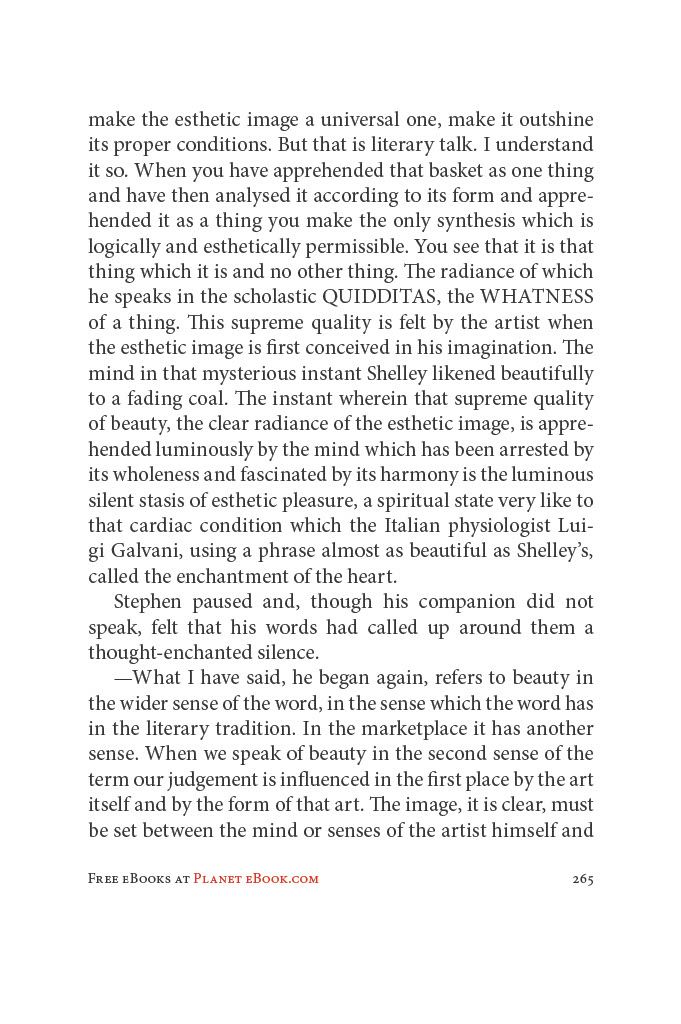 make the esthetic image a universal one, make it outshine
its proper conditions. But that is literary talk. I understand
it so. When you have apprehended that basket as one thing
and have then analysed it according to its form and appre-
hended it as a thing you make the only synthesis which is
logically and esthetically permissible. You see that it is that
thing which it is and no other thing. The radiance of which
he speaks in the scholastic QUIDDITAS, the WHATNESS
of a thing. This supreme quality is felt by the artist when
the esthetic image is first conceived in his imagination. The
mind in that mysterious instant Shelley likened beautifully
to a fading coal. The instant wherein that supreme quality
of beauty, the clear radiance of the esthetic image, is appre-
hended luminously by the mind which has been arrested by
its wholeness and fascinated by its harmony is the luminous
silent stasis of esthetic pleasure, a spiritual state very like to
that cardiac condition which the Italian physiologist Lui-
gi Galvani, using a phrase almost as beautiful as Shelley’s,
called the enchantment of the heart.
Stephen paused and, though his companion did not
speak, felt that his words had called up around them a
thought-enchanted silence.
—What I have said, he began again, refers to beauty in
the wider sense of the word, in the sense which the word has
in the literary tradition. In the marketplace it has another
sense. When we speak of beauty in the second sense of the
term our judgement is influenced in the first place by the art
itself and by the form of that art. The image, it is clear, must
be set between the mind or senses of the artist himself and
Free eBooks at Planet eBook.com 265